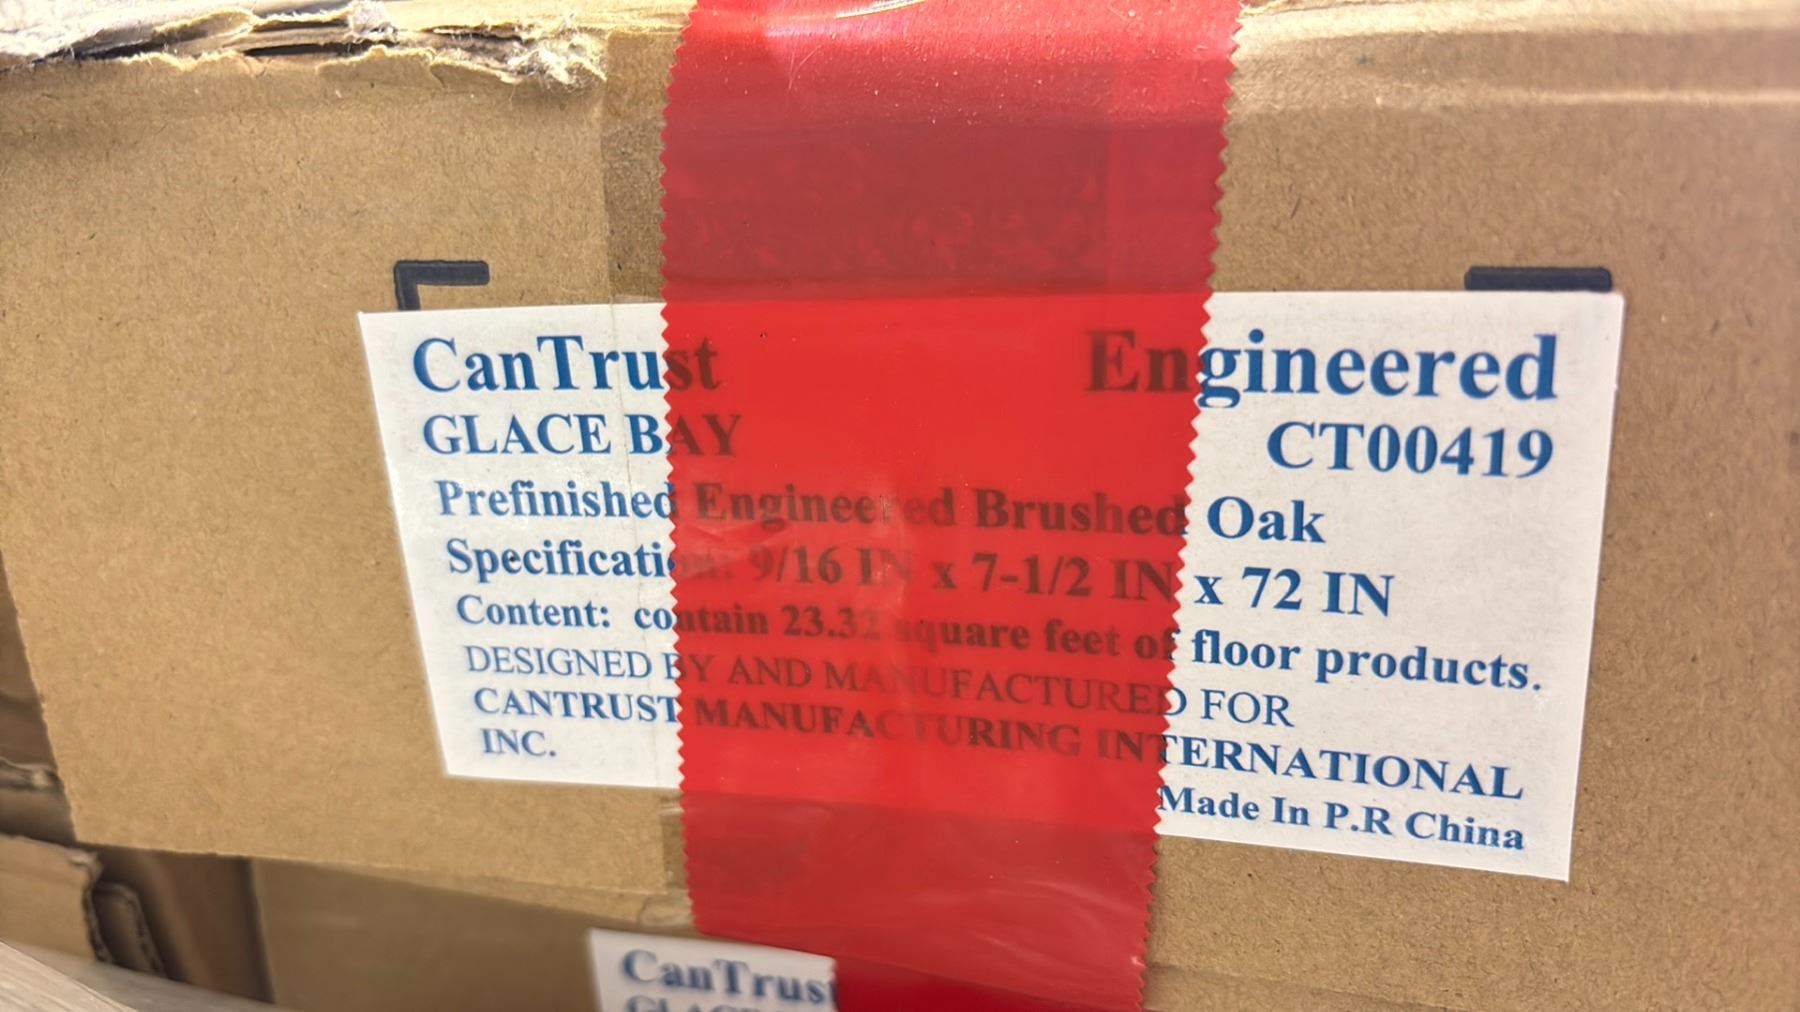 CanTrust Engineered
GLACE BAY CT00419
Prefinished Engineered Brushed Oak
Specification: 9/16 IN x 7-1/2 IN x 72 IN
Content: contain 23.32 square feet of floor products.
DESIGNED BY AND MANUFACTURED FOR
CANTRUST MANUFACTURING INTERNATIONAL
INC.
Made In P.R China
CanTrust